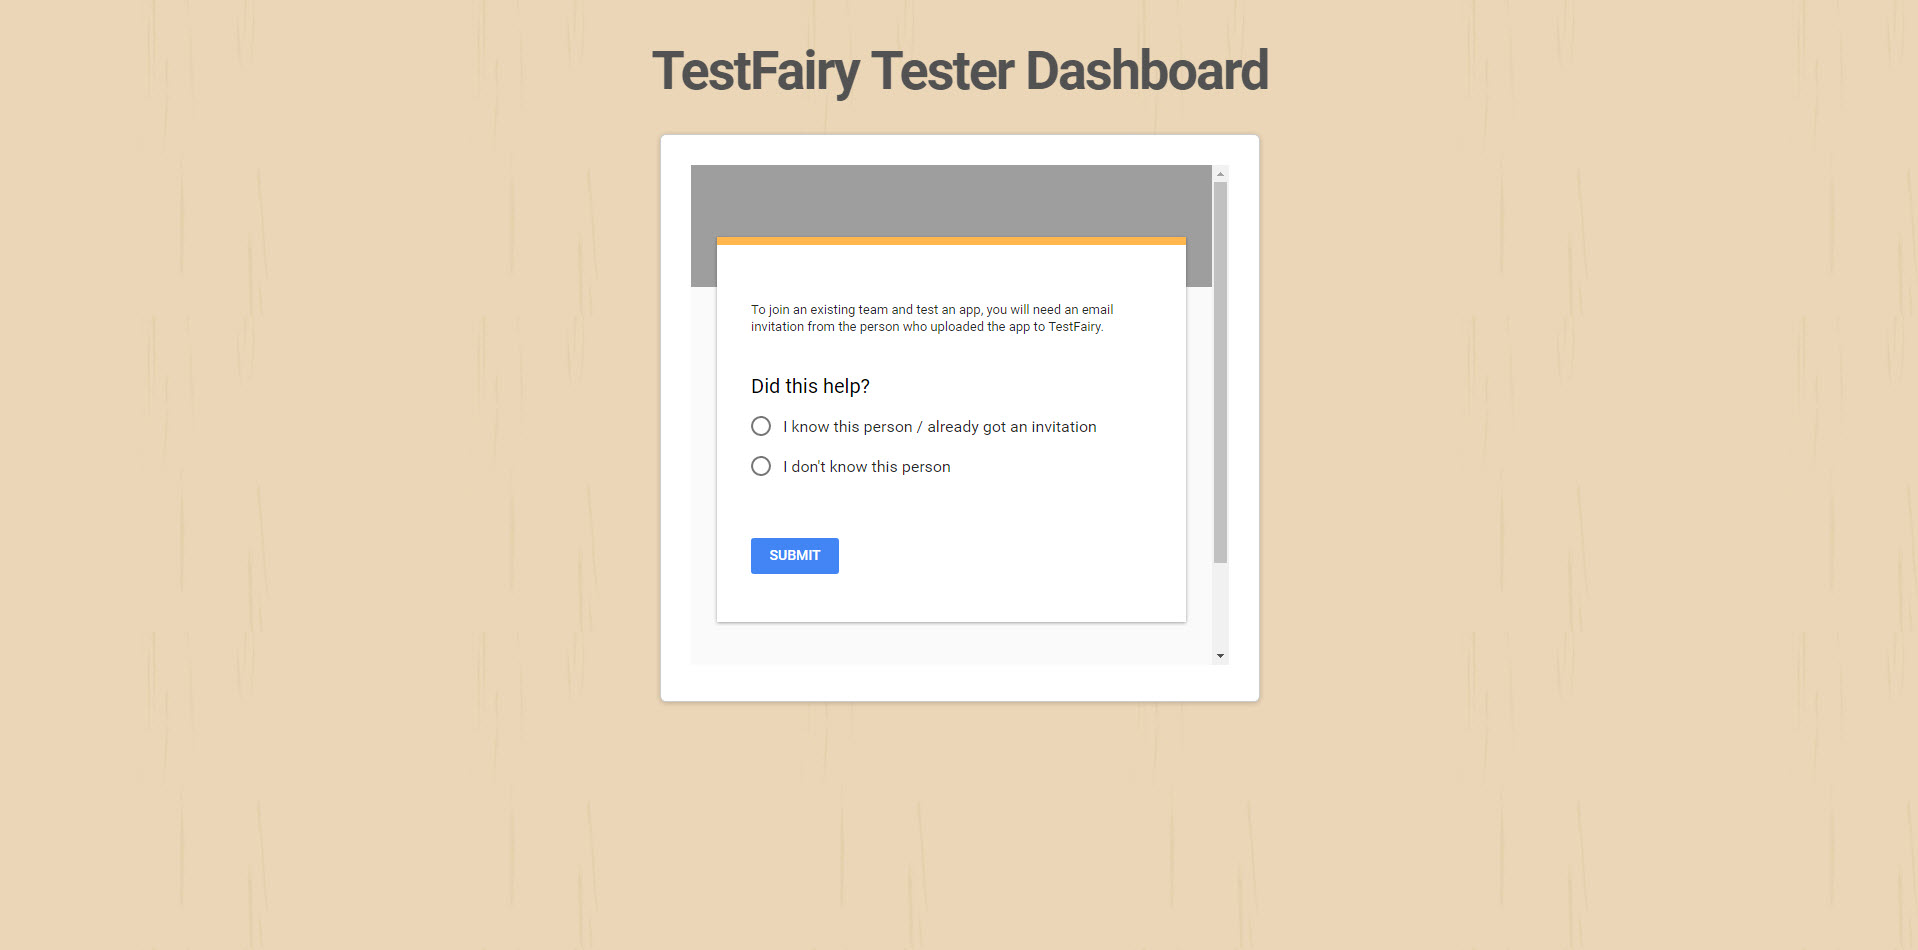 TestFairy Tester Dashboard
To join an existing team and test an app, you will need an email
invitation from the person who uploaded the app to TestFairy.
Did this help?
I know this person / already got an invitation
I don't know this person
SUBMIT